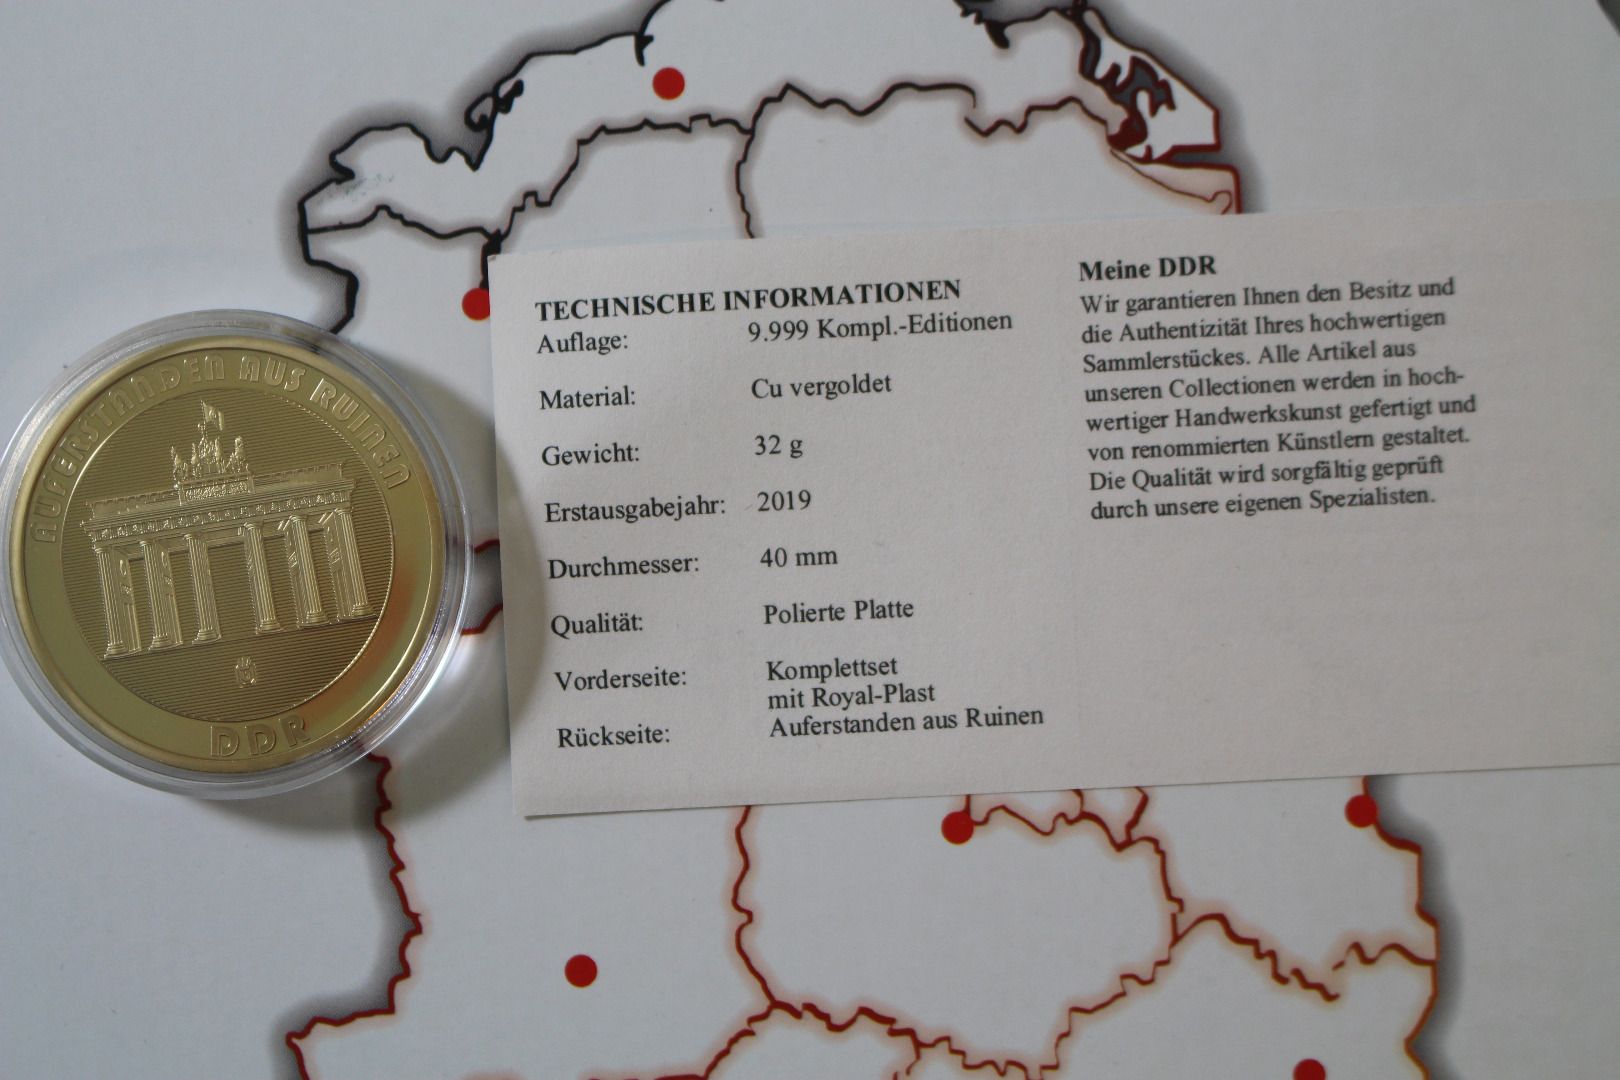 AUFERSTANDEN AUS RUINEN
DDR
TECHNISCHE INFORMATIONEN
Auflage: 9.999 Kompl.-Editionen
Material: Cu vergoldet
Gewicht: 32 g
Erstausgabejahr: 2019
Durchmesser: 40 mm
Qualität: Polierte Platte
Vorderseite: Komplettset
mit Royal-Plast
Rückseite: Auferstanden aus Ruinen
Meine DDR
Wir garantieren Ihnen den Besitz und
die Authentizität Ihres hochwertigen
Sammlerstückes. Alle Artikel aus
unseren Collectionen werden in hoch-
wertiger Handwerkskunst gefertigt und
von renommierten Künstlern gestaltet.
Die Qualität wird sorgfältig geprüft
durch unsere eigenen Spezialisten.